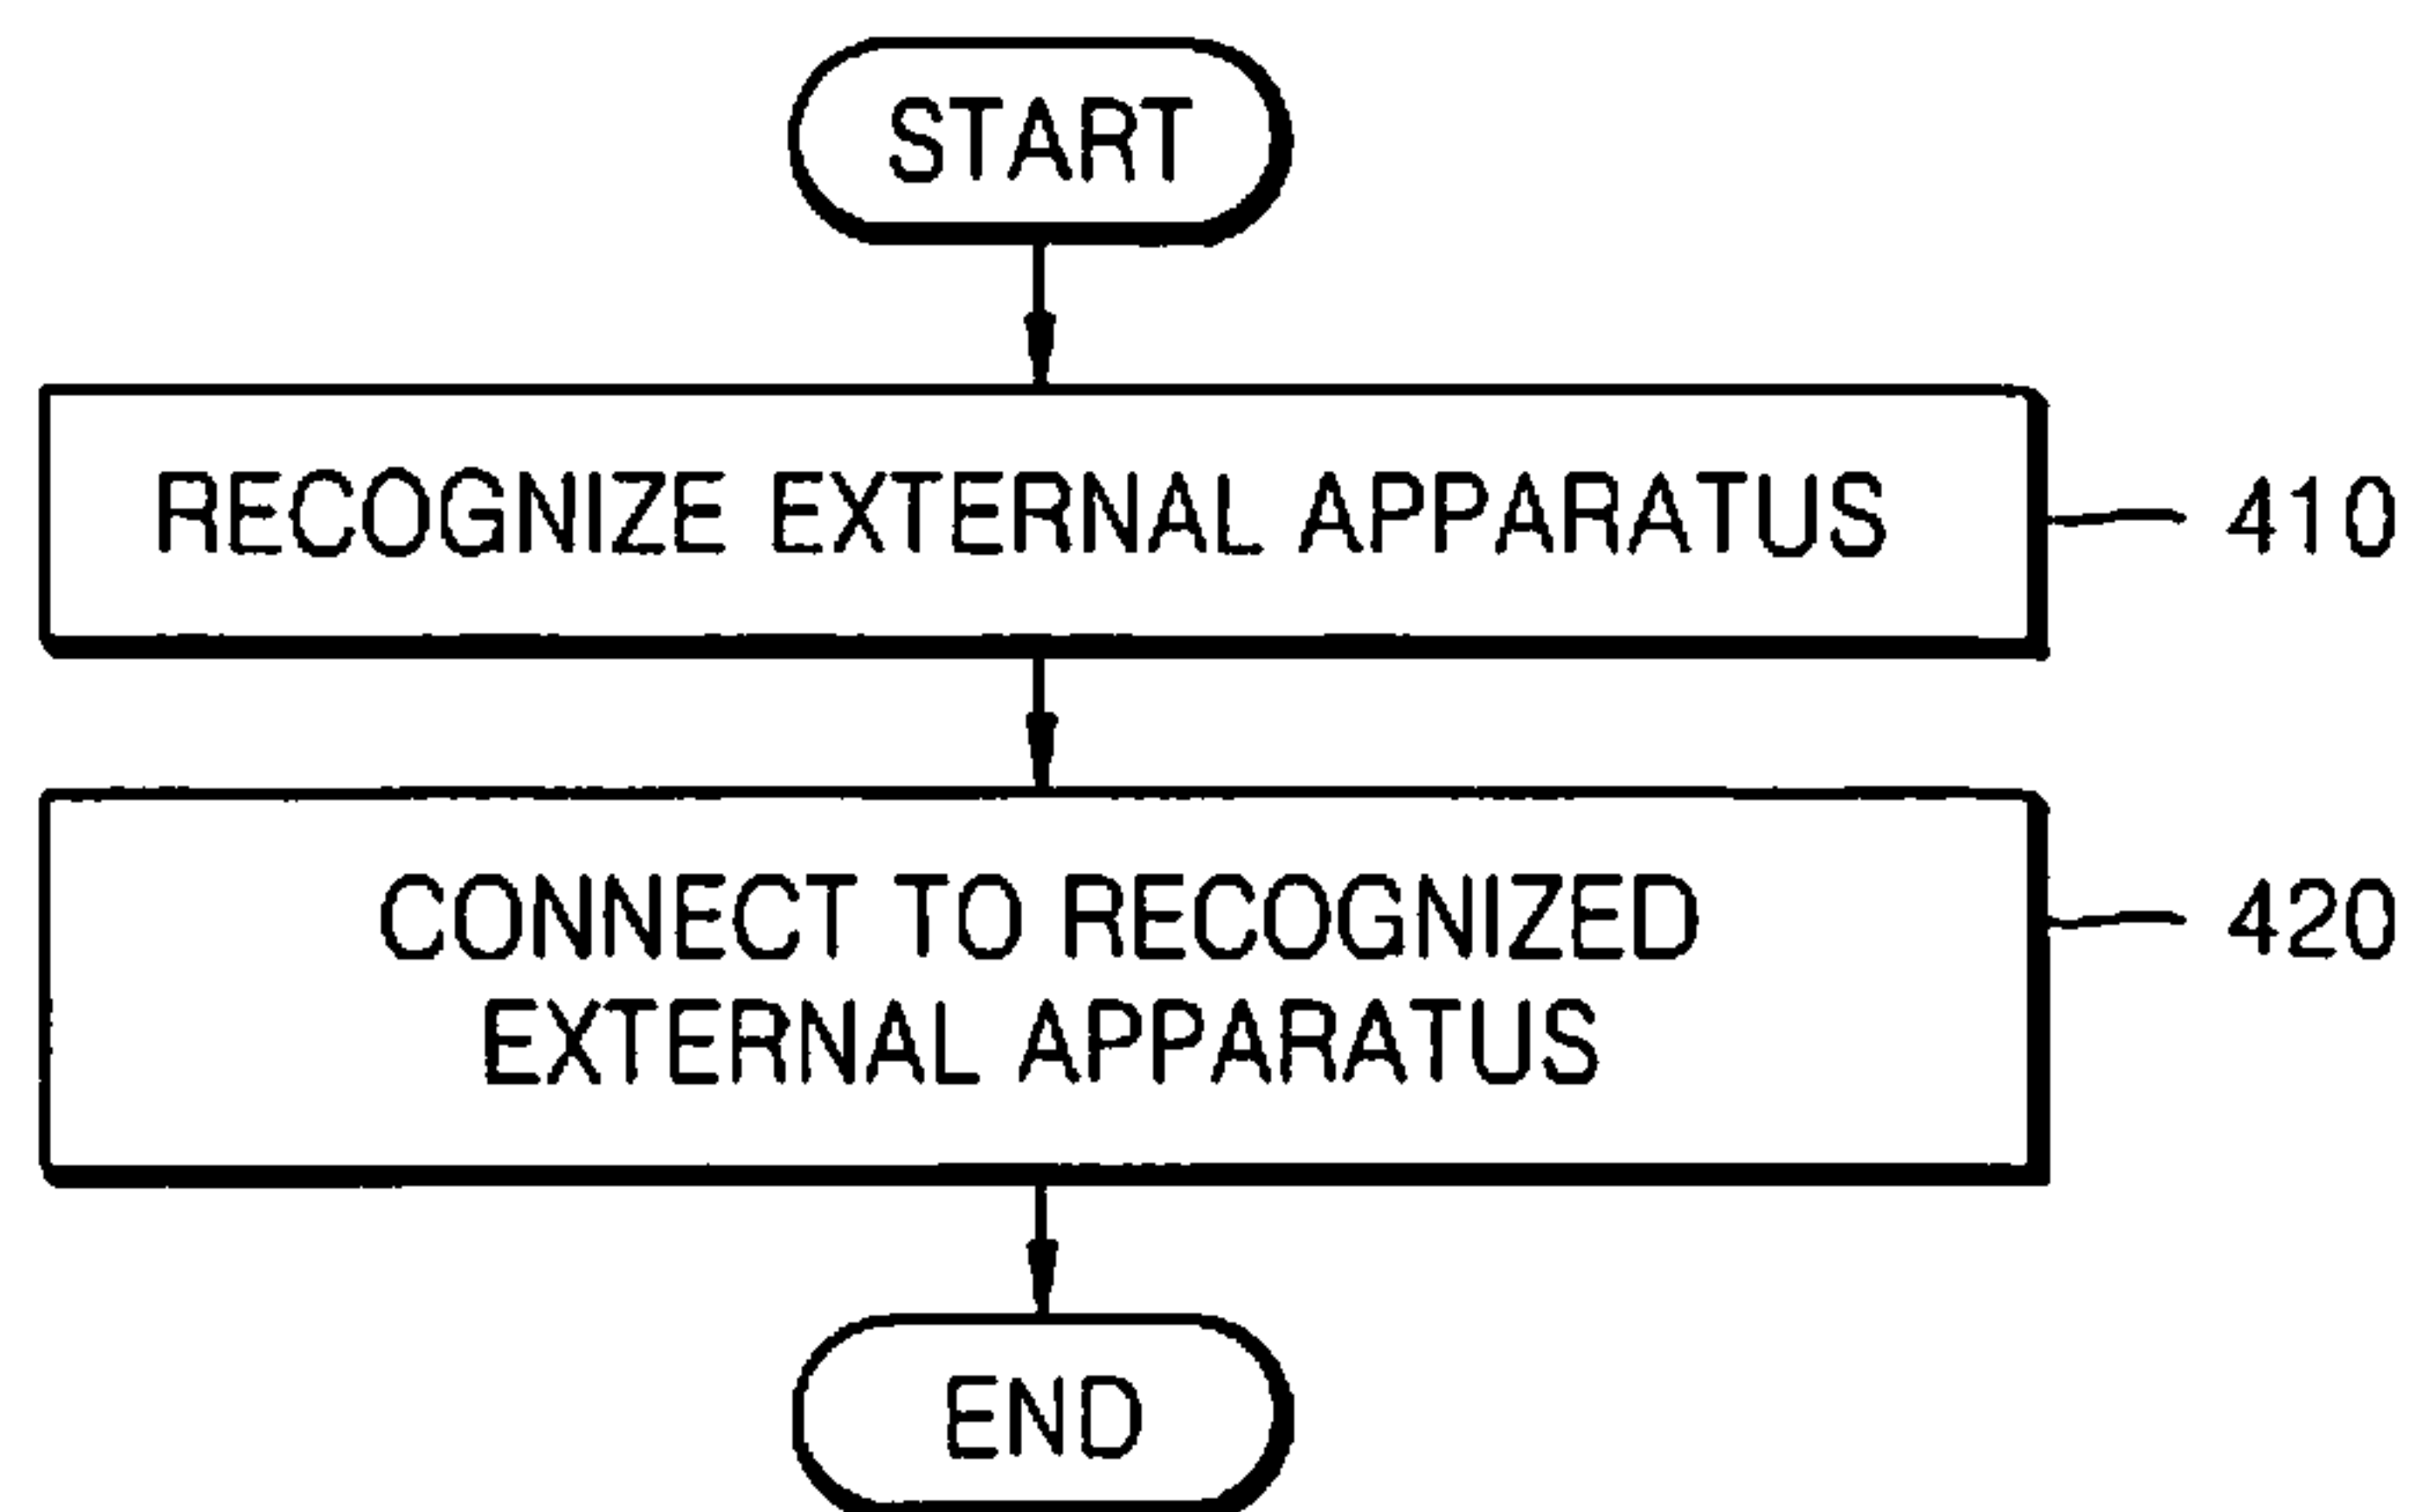 START
RECOGNIZE EXTERNAL APPARATUS
410
CONNECT TO RECOGNIZED
EXTERNAL APPARATUS
420
END